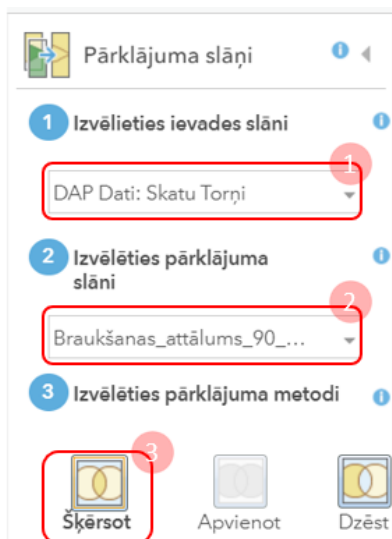 Pārklājuma slāņi
1 Izvēlieties ievades slāni
1
DAP Dati: Skatu Torņi
2 Izvēlēties pārklājuma
slāni
2
Braukšanas_attālums_90_...
3 Izvēlēties pārklājuma metodi
3
Šķērsot Apvienot Dzēst